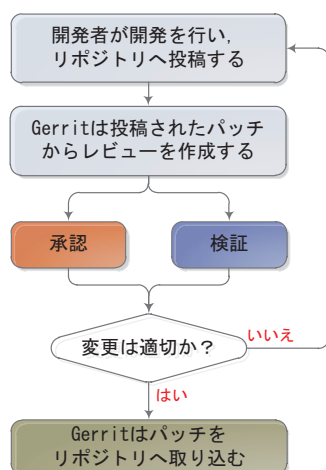 開発者が開発を行い,
リポジトリへ投稿する
Gerritは投稿されたパッチ
からレビューを作成する
承認
検証
変更は適切か？
いいえ
はい
Gerritはパッチを
リポジトリへ取り込む